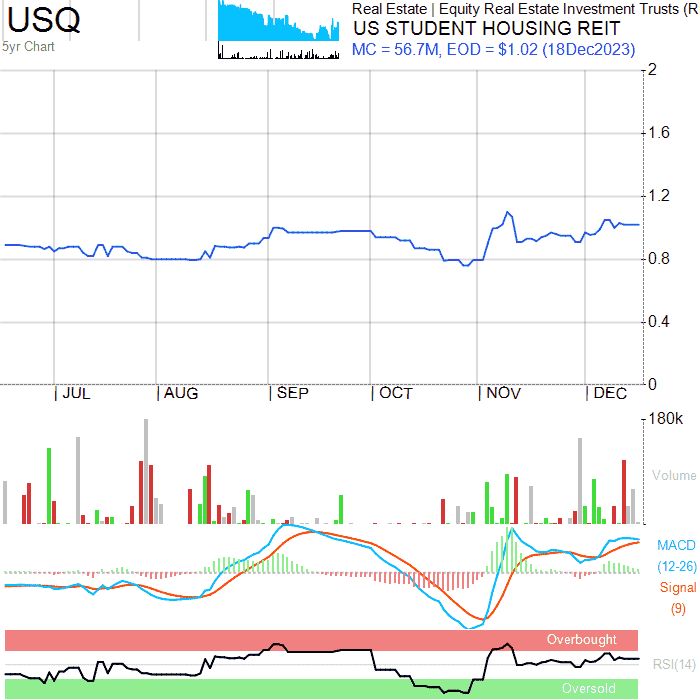 USQ
5yr Chart
Real Estate | Equity Real Estate Investment Trusts (R
US STUDENT HOUSING REIT
MC = 56.7M, EOD = $1.02 (18Dec2023)
2
1.6
1.2
0.8
0.4
0
| JUL | AUG | SEP | OCT | NOV | DEC
180k
Volume
MACD
(12-26)
Signal
(9)
Overbought
RSI(14)
Oversold